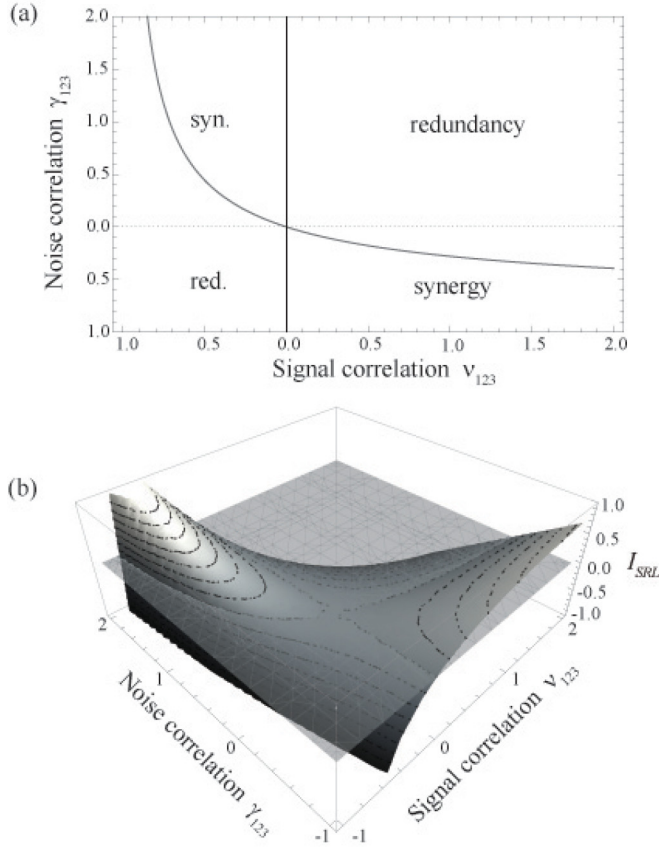 (a)
2.0
1.5
1.0
0.5
0.0
0.5
1.0
Noise correlation γ123
syn.
redundancy
red.
synergy
1.0 0.5 0.0 0.5 1.0 1.5 2.0
Signal correlation ν123
(b)
1.0
0.5
0.0
-0.5
-1.0
ISRL
2
1
0
-1
Noise correlation γ123
-1
0
1
2
Signal correlation ν123